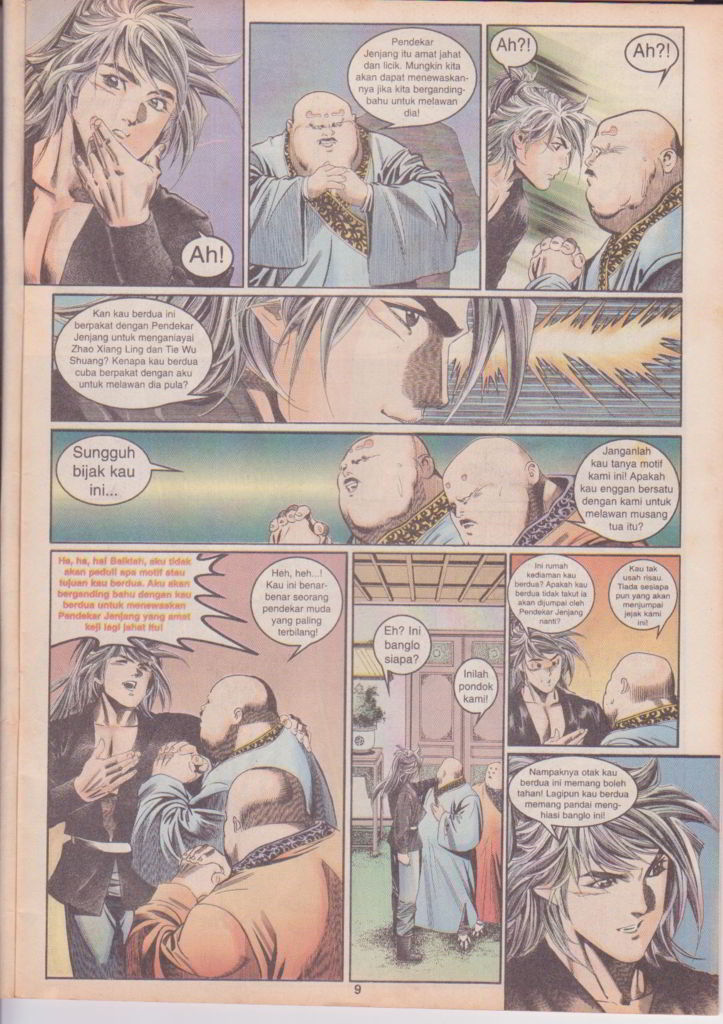 Ah!
Pendekar
Jenjang itu amat jahat
dan licik. Mungkin kita
akan dapat menewaskan-
nya jika kita berganding-
bahu untuk melawan
dia!
Ah?!
Ah?!
Kan kau berdua ini
berpakat dengan Pendekar
Jenjang untuk menganiayai
Zhao Xiang Ling dan Tie Wu
Shuang? Kenapa kau berdua
cuba berpakat dengan aku
untuk melawan dia pula?
Sungguh
bijak kau
ini...
Janganlah
kau tanya motif
kami ini! Apakah
kau enggan bersatu
dengan kami untuk
melawan musang
tua itu?
Ha, ha, ha! Baiklah, aku tidak
akan peduli apa motif atau
tujuan kau berdua. Aku akan
berganding bahu dengan kau
berdua untuk menewaskan
Pendekar Jenjang yang amat
keji lagi jahat itu!
Heh, heh...!
Kau ini benar-
benar seorang
pendekar muda
yang paling
terbilang!
Eh? Ini
banglo
siapa?
Inilah
pondok
kami!
Ini rumah
kediaman kau
berdua? Apakah kau
berdua tidak takut ia
akan dijumpai oleh
Pendekar Jenjang
nanti?
Kau tak
usah risau.
Tiada sesiapa
pun yang akan
menjumpai
jejak kami
ini!
Nampaknya otak kau
berdua ini memang boleh
tahan! Lagipun kau berdua
memang pandai meng-
hiasi banglo ini!
9